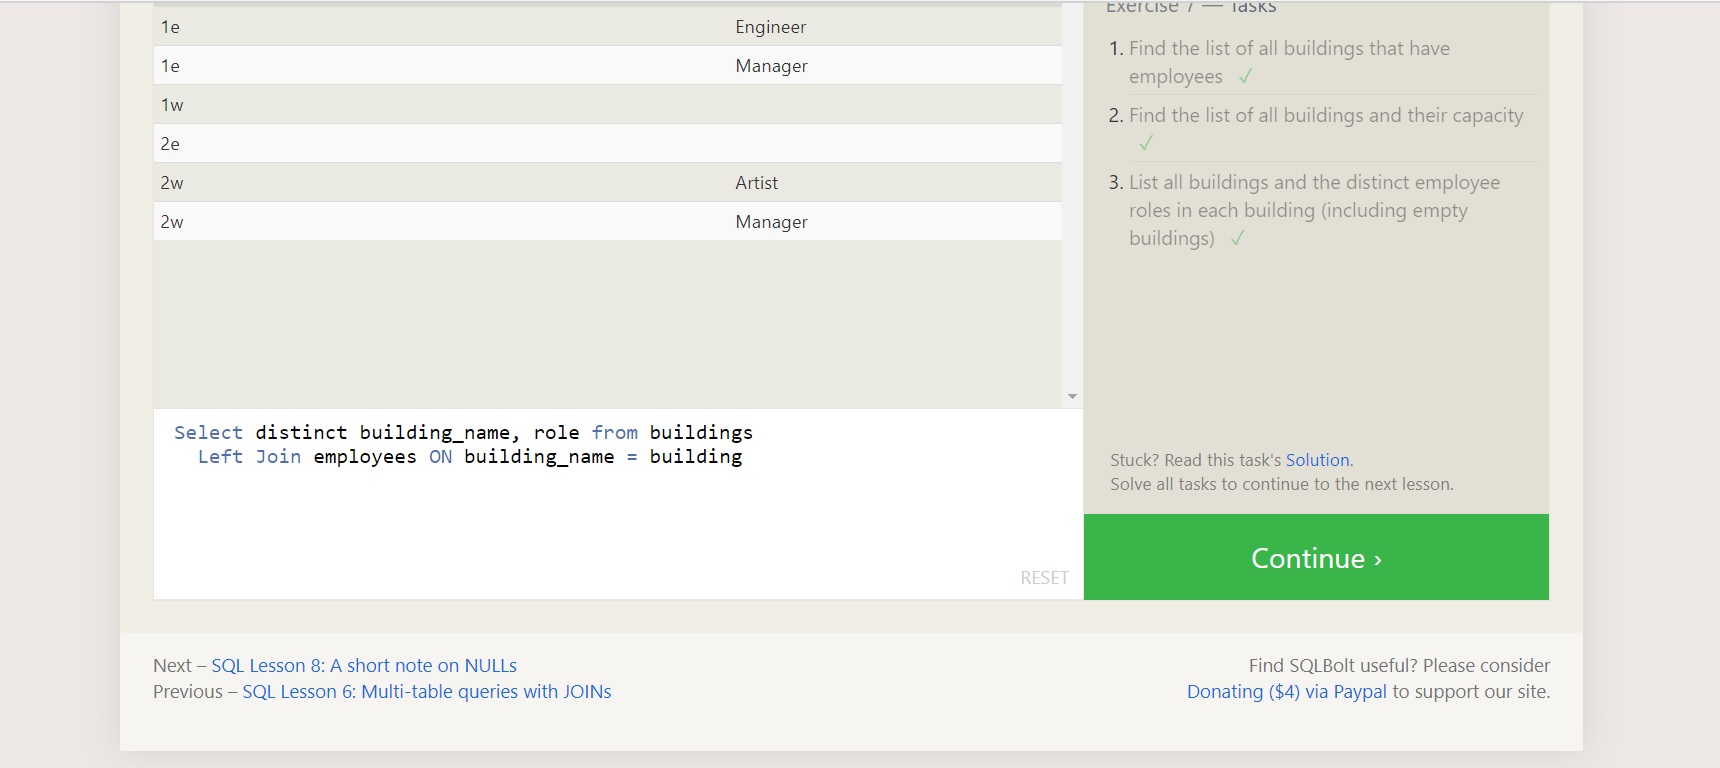 1e Engineer
1e Manager
1w
2e
2w Artist
2w Manager
Select distinct building_name, role from buildings
Left Join employees ON building_name = building
RESET
Exercise 7 — Tasks
1. Find the list of all buildings that have
employees ✓
2. Find the list of all buildings and their capacity
✓
3. List all buildings and the distinct employee
roles in each building (including empty
buildings) ✓
Stuck? Read this task's Solution.
Solve all tasks to continue to the next lesson.
Continue ›
Next – SQL Lesson 8: A short note on NULLs
Previous – SQL Lesson 6: Multi-table queries with JOINs
Find SQLBolt useful? Please consider
Donating ($4) via Paypal to support our site.